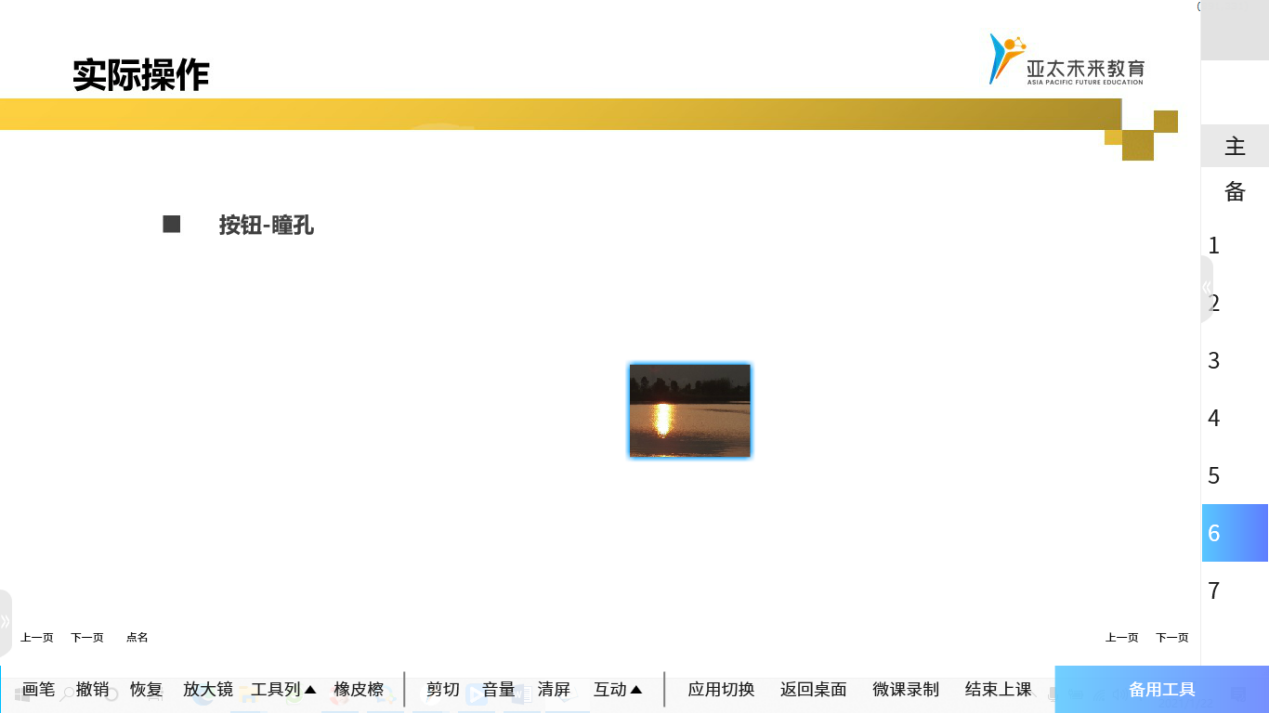 实际操作
亚太未来教育
ASIA PACIFIC FUTURE EDUCATION
主
备
按钮-瞳孔
1
2
3
4
5
6
7
上一页 下一页 点名
上一页 下一页
画笔 撤销 恢复 放大镜 工具列▲ 橡皮檫 剪切 音量 清屏 互动▲ 应用切换 返回桌面 微课录制 结束上课 备用工具